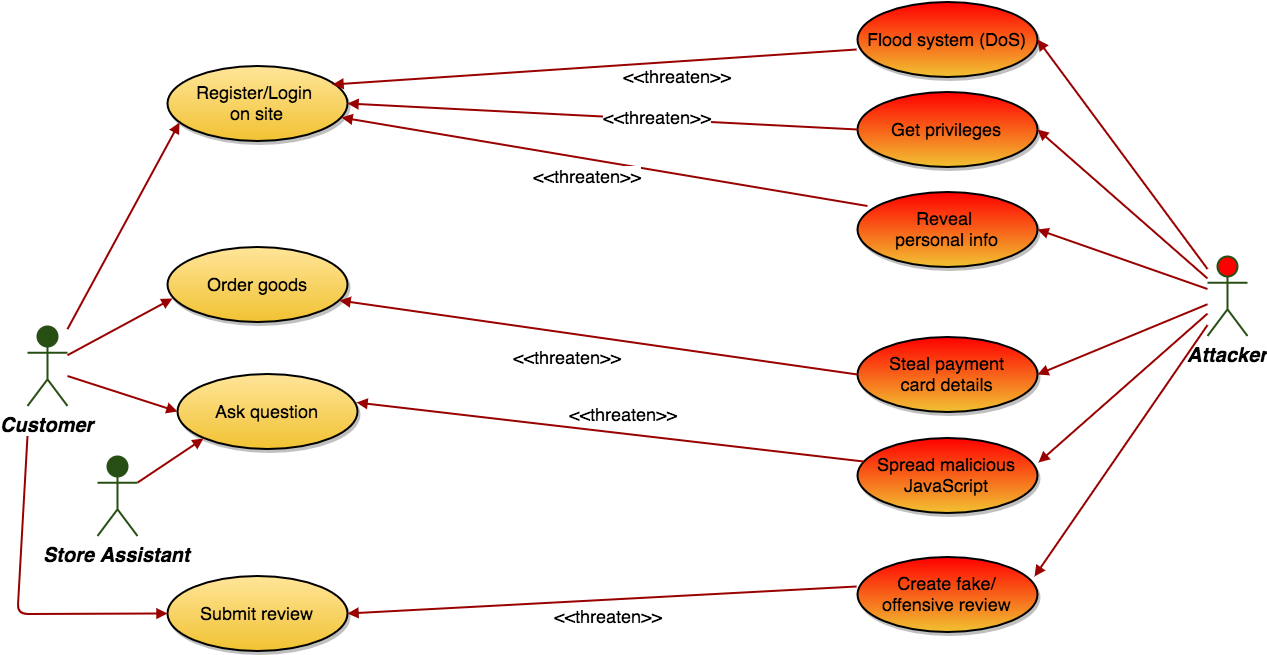 Flood system (DoS)
<<threaten>>
Register/Login
on site
<<threaten>>
Get privileges
<<threaten>>
Reveal
personal info
Order goods
<<threaten>>
Steal payment
card details
Attacker
Ask question
<<threaten>>
Customer
Spread malicious
JavaScript
Store Assistant
Submit review
<<threaten>>
Create fake/
offensive review